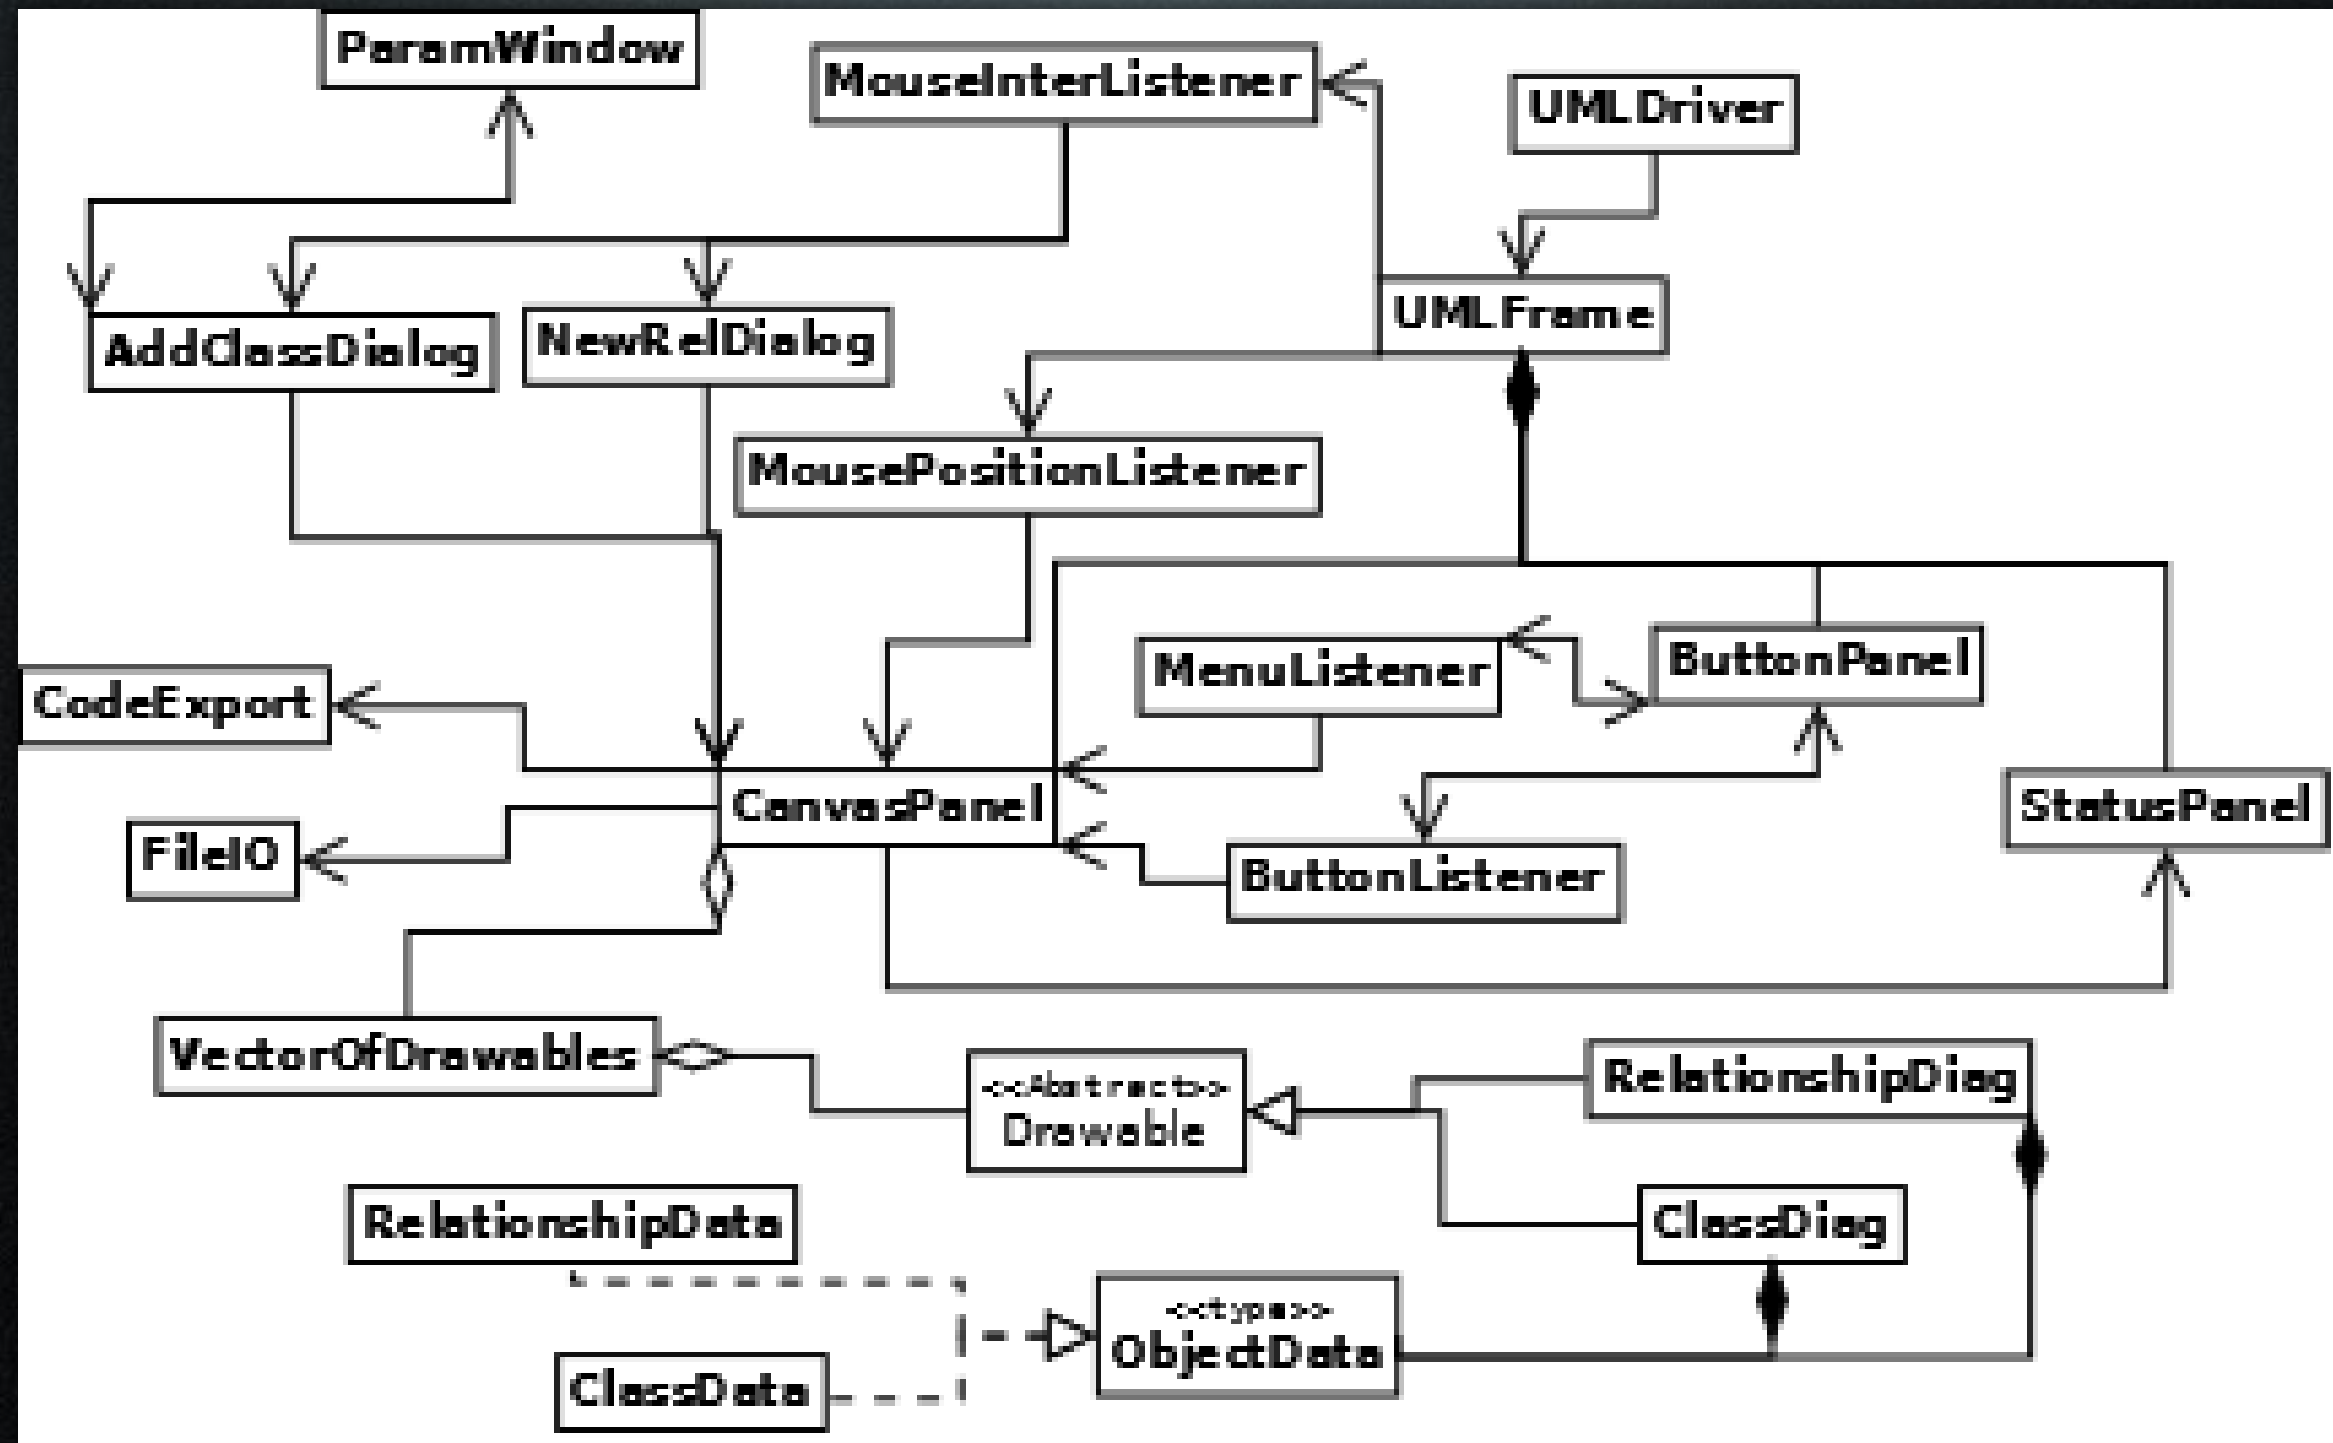 ParamWindow
MouseInterListener
UMLDriver
UMLFrame
AddClassDialog
NewRelDialog
MousePositionListener
MenuListener
ButtonPanel
CodeExport
CanvasPanel
StatusPanel
FileIO
ButtonListener
VectorOfDrawables
<<Abstract>>
Drawable
RelationshipDiag
RelationshipData
ClassDiag
<<type>>
ObjectData
ClassData